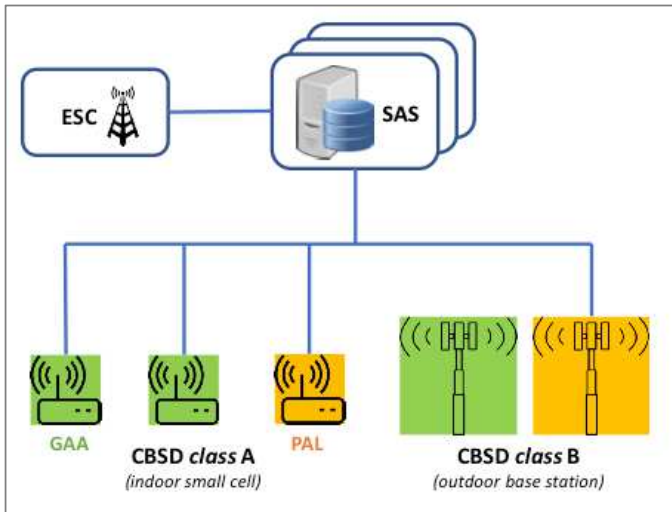 ESC
SAS
GAA
CBSD class A
PAL
(indoor small cell)
CBSD class B
(outdoor base station)